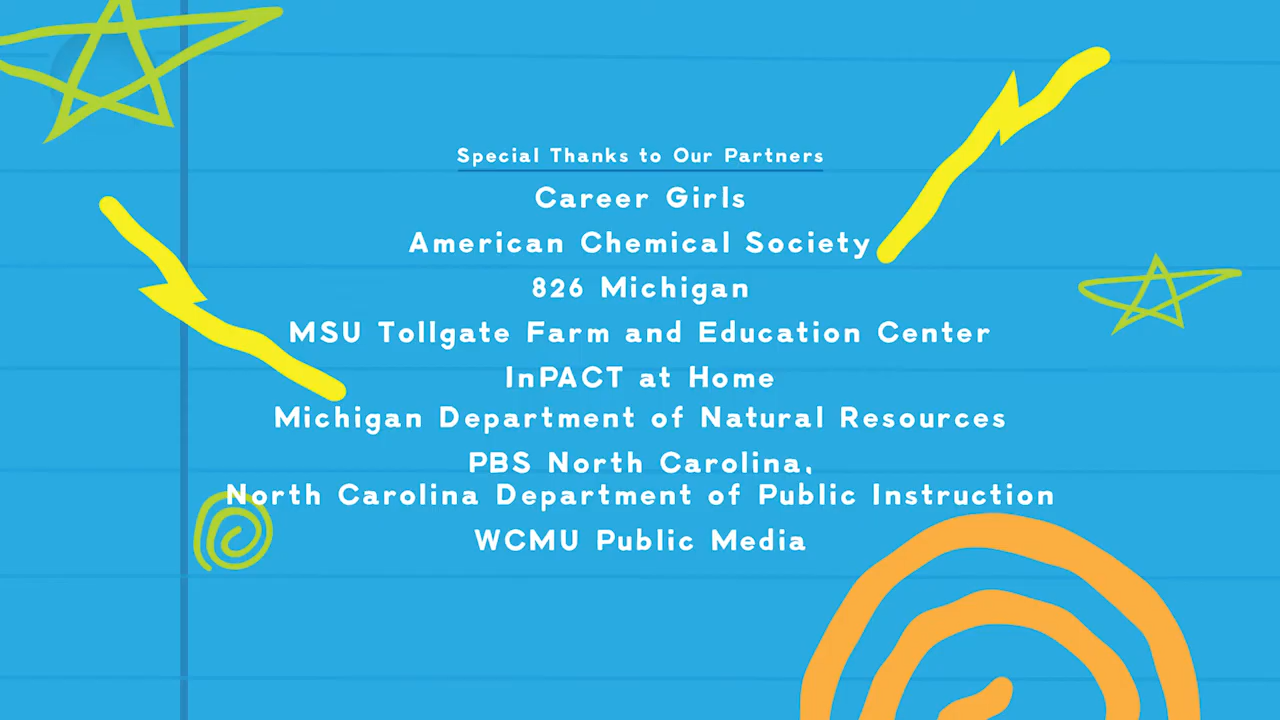 Special Thanks to Our Partners
Career Girls
American Chemical Society
826 Michigan
MSU Tollgate Farm and Education Center
InPACT at Home
Michigan Department of Natural Resources
PBS North Carolina,
North Carolina Department of Public Instruction
WCMU Public Media